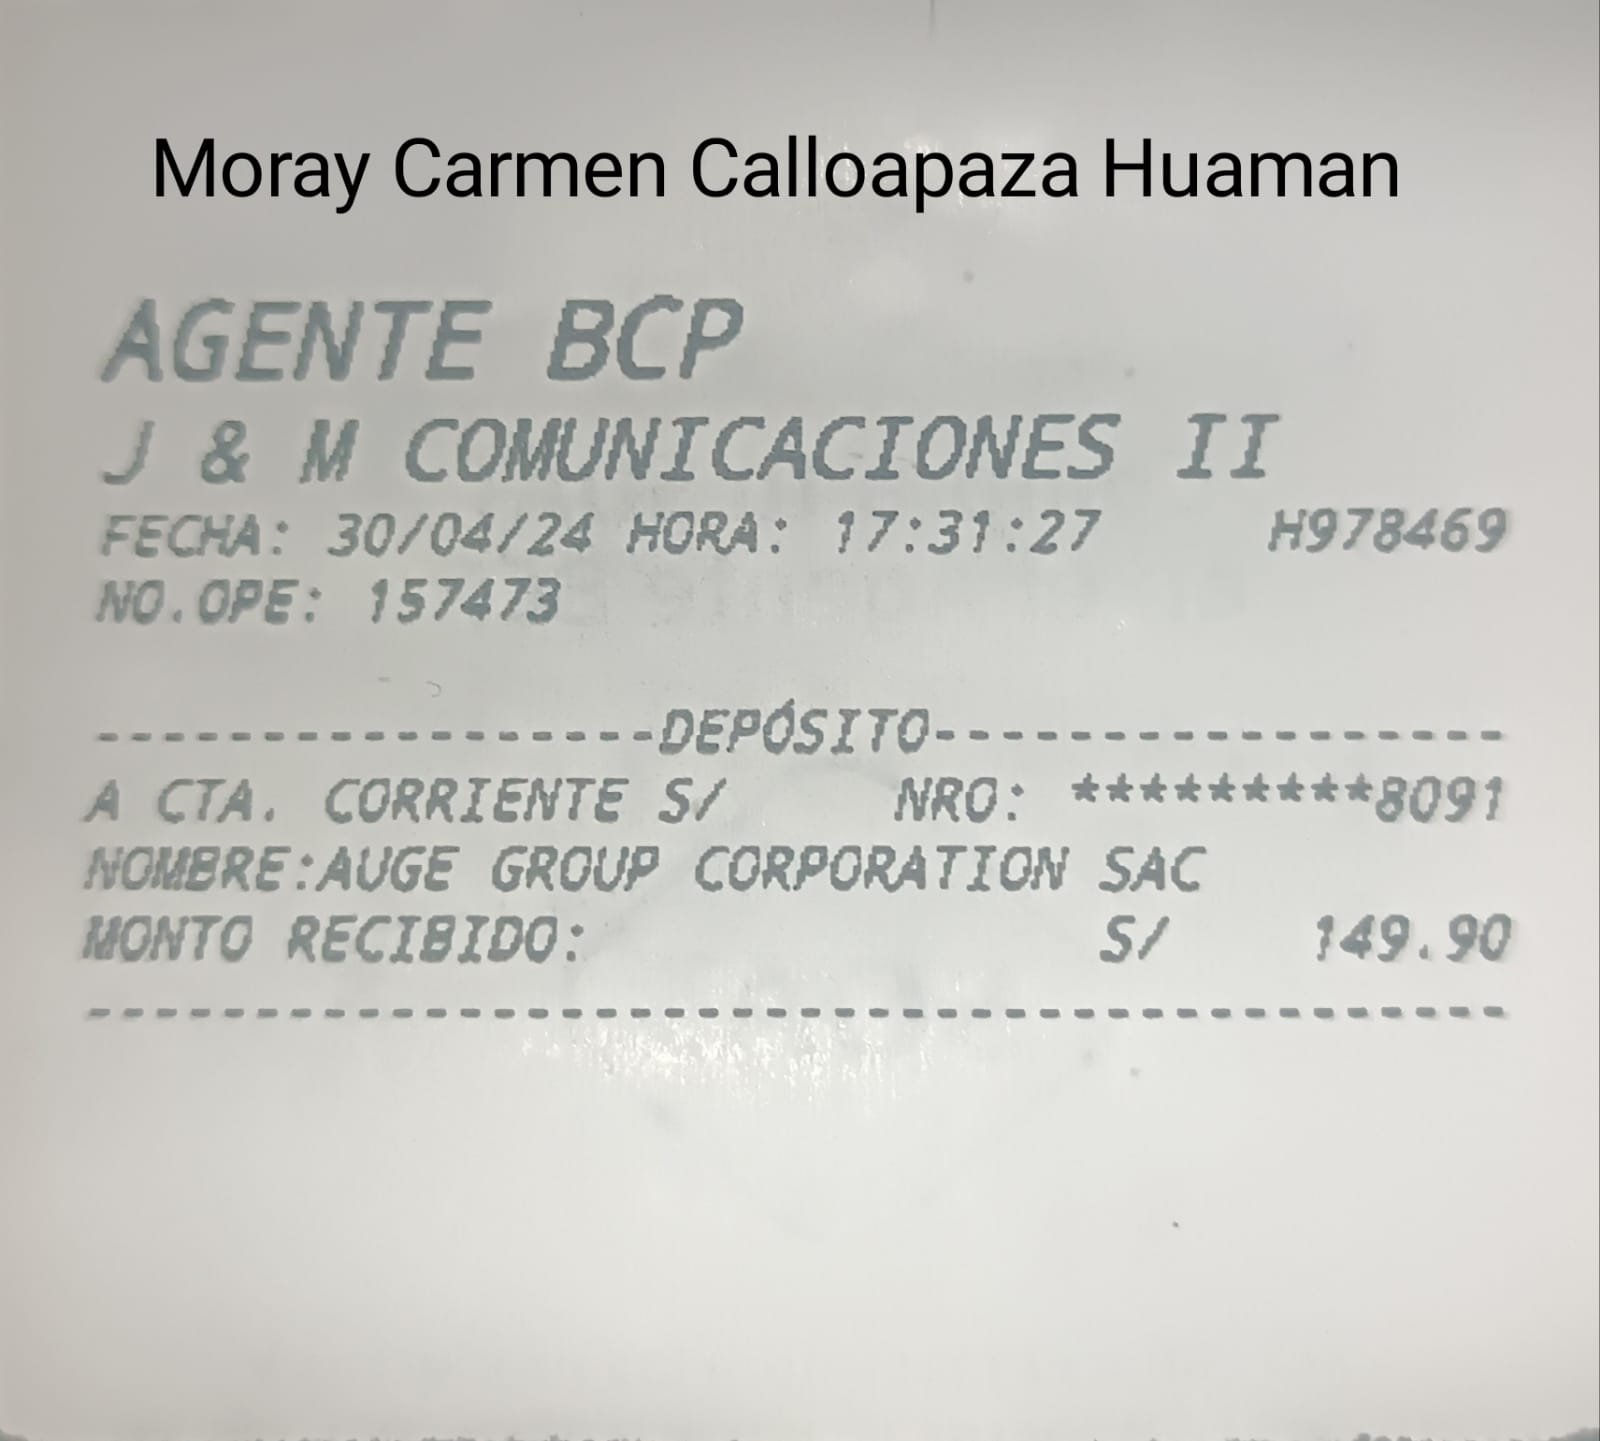 Moray Carmen Calloapaza Huaman
AGENTE BCP
J & M COMUNICACIONES II
FECHA: 30/04/24 HORA: 17:31:27 H978469
NO.OPE: 157473
------------------DEPÓSITO------------------
A CTA. CORRIENTE S/ NRO: *********8091
NOMBRE:AUGE GROUP CORPORATION SAC
MONTO RECIBIDO: S/ 149.90
------------------------------------------